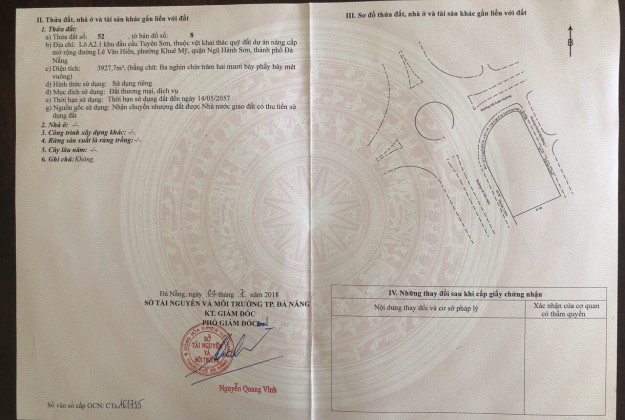 II. Thửa đất, nhà ở và tài sản khác gắn liền với đất
1. Thửa đất:
a) Thửa đất số: 52 , tờ bản đồ số: 8
b) Địa chỉ: Lô A2.1 khu đầu cầu Tuyên Sơn, thuộc vệt khai thác quỹ đất dự án nâng cấp
mở rộng đường Lê Văn Hiến, phường Khuê Mỹ, quận Ngũ Hành Sơn, thành phố Đà
Nẵng
c) Diện tích: 3927,7m², (bằng chữ: Ba nghìn chín trăm hai mươi bảy phẩy bảy mét
vuông)
d) Hình thức sử dụng: Sử dụng riêng
đ) Mục đích sử dụng: Đất thương mại, dịch vụ
e) Thời hạn sử dụng: Thời hạn sử dụng đất đến ngày 14/05/2057
g) Nguồn gốc sử dụng: Nhận chuyển nhượng đất được Nhà nước giao đất có thu tiền sử
dụng đất
2. Nhà ở: -/-
3. Công trình xây dựng khác: -/-
4. Rừng sản xuất là rừng trồng: -/-
5. Cây lâu năm: -/-
6. Ghi chú: Không.
Đà Nẵng, ngày 04 tháng 7 năm 2018
SỞ TÀI NGUYÊN VÀ MÔI TRƯỜNG TP. ĐÀ NẴNG
KT. GIÁM ĐỐC
PHÓ GIÁM ĐỐC
SỞ
TÀI NGUYÊN
VÀ
MÔI TRƯỜNG
Nguyễn Quang Vinh
Số vào sổ cấp GCN: CTs
III. Sơ đồ thửa đất, nhà ở và tài sản khác gắn liền với đất
B
IV. Những thay đổi sau khi cấp giấy chứng nhận
Nội dung thay đổi và cơ sở pháp lý
Xác nhận của cơ quan
có thẩm quyền